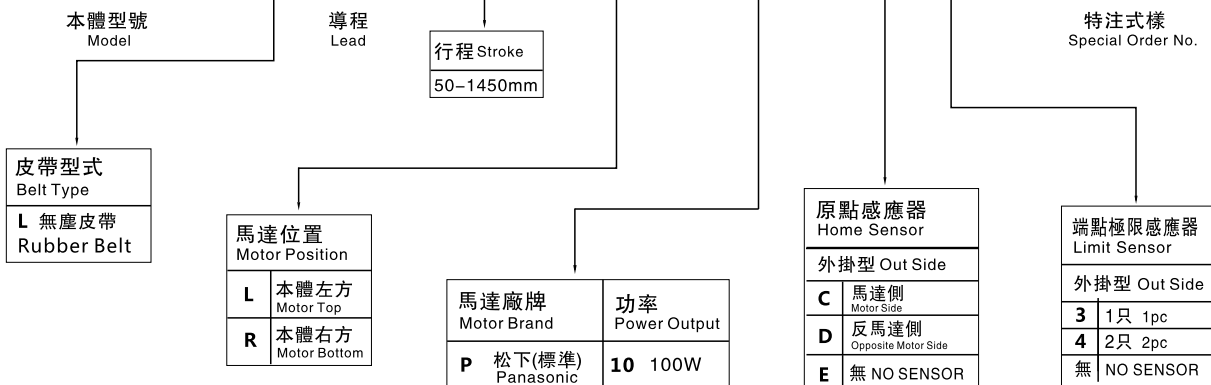 本體型號
Model
導程
Lead
特注式樣
Special Order No.
行程 Stroke
50-1450mm
皮帶型式
Belt Type
L 無塵皮帶
Rubber Belt
馬達位置
Motor Position
L 本體左方
Motor Top
R 本體右方
Motor Bottom
馬達廠牌
Motor Brand
P 松下(標準)
Panasonic
功率
Power Output
10 100W
原點感應器
Home Sensor
外掛型 Out Side
C 馬達側
Motor Side
D 反馬達側
Opposite Motor Side
E 無 NO SENSOR
端點極限感應器
Limit Sensor
外掛型 Out Side
3 1只 1pc
4 2只 2pc
無 NO SENSOR